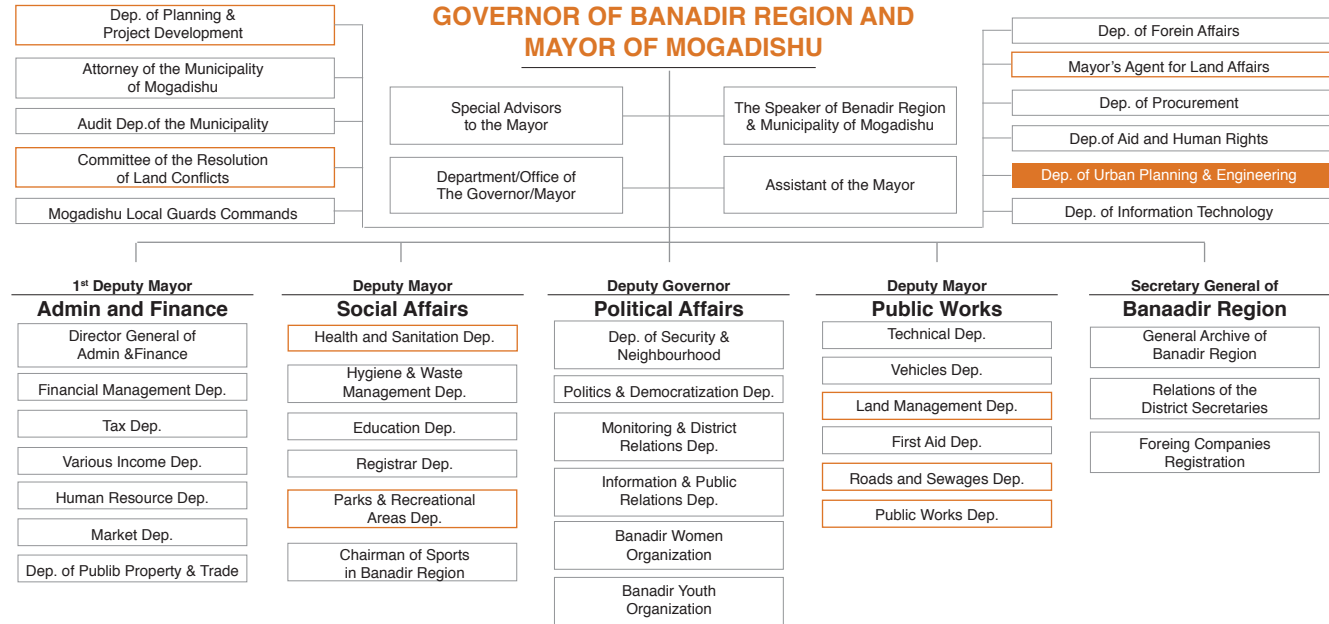 GOVERNOR OF BANADIR REGION AND
MAYOR OF MOGADISHU
Dep. of Planning &
Project Development
Attorney of the Municipality
of Mogadishu
Audit Dep.of the Municipality
Committee of the Resolution
of Land Conflicts
Mogadishu Local Guards Commands
Special Advisors
to the Mayor
The Speaker of Benadir Region
& Municipality of Mogadishu
Department/Office of
The Governor/Mayor
Assistant of the Mayor
Dep. of Forein Affairs
Mayor's Agent for Land Affairs
Dep. of Procurement
Dep.of Aid and Human Rights
Dep. of Urban Planning & Engineering
Dep. of Information Technology
1st Deputy Mayor
Admin and Finance
Director General of
Admin &Finance
Financial Management Dep.
Tax Dep.
Various Income Dep.
Human Resource Dep.
Market Dep.
Dep. of Publib Property & Trade
Deputy Mayor
Social Affairs
Health and Sanitation Dep.
Hygiene & Waste
Management Dep.
Education Dep.
Registrar Dep.
Parks & Recreational
Areas Dep.
Chairman of Sports
in Banadir Region
Deputy Governor
Political Affairs
Dep. of Security &
Neighbourhood
Politics & Democratization Dep.
Monitoring & District
Relations Dep.
Information & Public
Relations Dep.
Banadir Women
Organization
Banadir Youth
Organization
Deputy Mayor
Public Works
Technical Dep.
Vehicles Dep.
Land Management Dep.
First Aid Dep.
Roads and Sewages Dep.
Public Works Dep.
Secretary General of
Banaadir Region
General Archive of
Banadir Region
Relations of the
District Secretaries
Foreing Companies
Registration